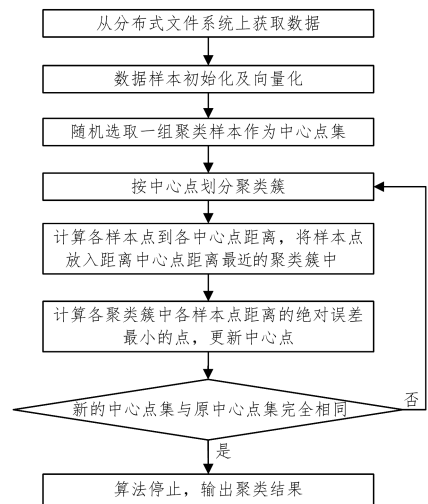 从分布式文件系统上获取数据
数据样本初始化及向量化
随机选取一组聚类样本作为中心点集
按中心点划分聚类簇
计算各样本点到各中心点距离，将样本点
放入距离中心点距离最近的聚类簇中
计算各聚类簇中各样本点距离的绝对误差
最小的点，更新中心点
新的中心点集与原中心点集完全相同
否
是
算法停止，输出聚类结果